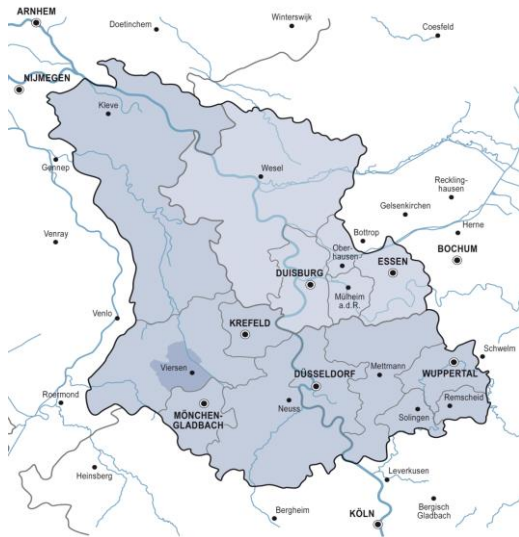 ARNHEM
Doetinchem
Winterswijk
Coesfeld
NIJMEGEN
Kleve
Gennep
Wesel
Reckling-
hausen
Gelsenkirchen
Venray
Bottrop
Herne
Ober-
hausen
BOCHUM
DUISBURG
ESSEN
Mülheim
a.d.R.
Venlo
KREFELD
Schwelm
Viersen
DÜSSELDORF
Mettmann
WUPPERTAL
Roermond
MÖNCHEN-
GLADBACH
Neuss
Remscheid
Solingen
Heinsberg
Leverkusen
Bergheim
KÖLN
Bergisch
Gladbach